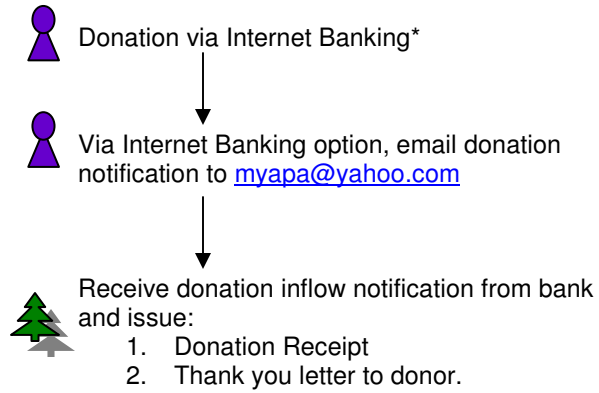 Donation via Internet Banking*
Via Internet Banking option, email donation
notification to myapa@yahoo.com
Receive donation inflow notification from bank
and issue:
1. Donation Receipt
2. Thank you letter to donor.